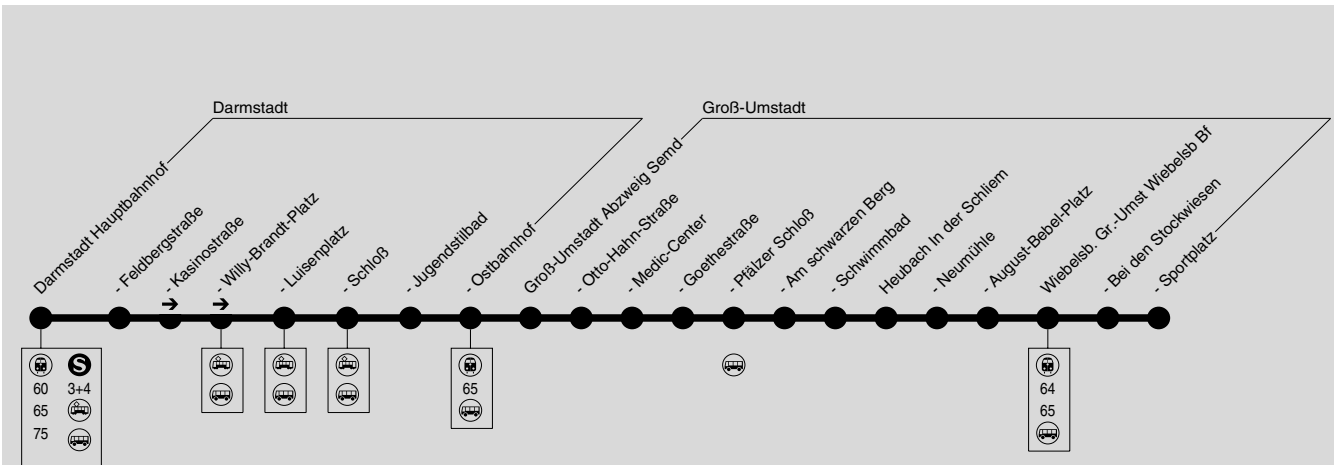 Darmstadt
Groß-Umstadt
Darmstadt Hauptbahnhof
- Feldbergstraße
- Kasinostraße
- Willy-Brandt-Platz
- Luisenplatz
- Schloß
- Jugendstilbad
- Ostbahnhof
Groß-Umstadt Abzweig Semd
- Otto-Hahn-Straße
- Medic-Center
- Goethestraße
- Pfälzer Schloß
- Am schwarzen Berg
- Schwimmbad
Heubach In der Schliem
- Neumühle
- August-Bebel-Platz
Wiebelsb. Gr.-Umst Wiebelsb Bf
- Bei den Stockwiesen
- Sportplatz
➔ ➔
S
60 3+4
65
75
65
64
65